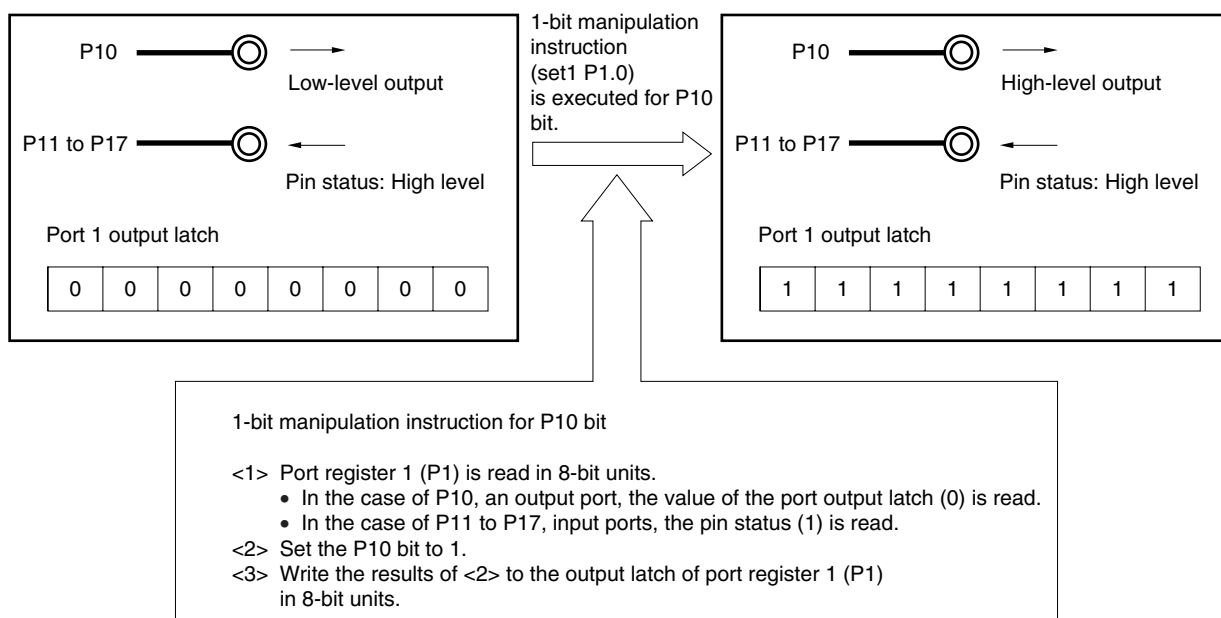 P10
Low-level output
P11 to P17
Pin status: High level
Port 1 output latch
0 0 0 0 0 0 0 0
1-bit manipulation
instruction
(set1 P1.0)
is executed for P10
bit.
P10
High-level output
P11 to P17
Pin status: High level
Port 1 output latch
1 1 1 1 1 1 1 1
1-bit manipulation instruction for P10 bit
<1> Port register 1 (P1) is read in 8-bit units.
• In the case of P10, an output port, the value of the port output latch (0) is read.
• In the case of P11 to P17, input ports, the pin status (1) is read.
<2> Set the P10 bit to 1.
<3> Write the results of <2> to the output latch of port register 1 (P1)
in 8-bit units.